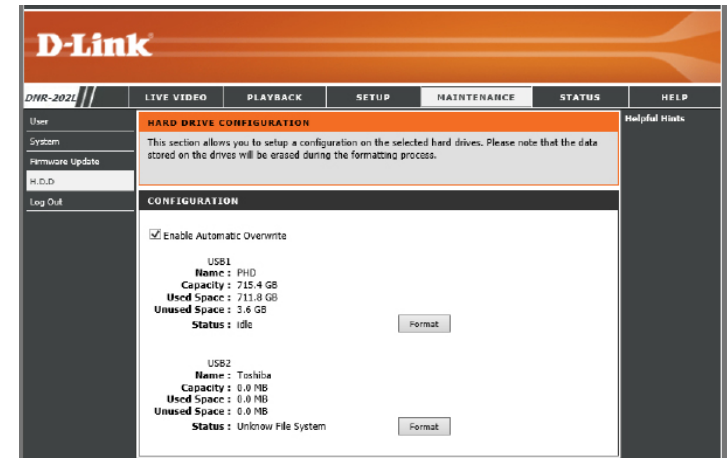 D-Link
DNR-202L
LIVE VIDEO
PLAYBACK
SETUP
MAINTENANCE
STATUS
HELP
User
System
Firmware Update
H.D.D
Log Out
HARD DRIVE CONFIGURATION
This section allows you to setup a configuration on the selected hard drives. Please note that the data
stored on the drives will be erased during the formatting process.
CONFIGURATION
Enable Automatic Overwrite
USB1
Name : PHD
Capacity : 715.4 GB
Used Space : 711.8 GB
Unused Space : 3.6 GB
Status : Idle
Format
USB2
Name : Toshiba
Capacity : 0.0 MB
Used Space : 0.0 MB
Unused Space : 0.0 MB
Status : Unknow File System
Format
Helpful Hints